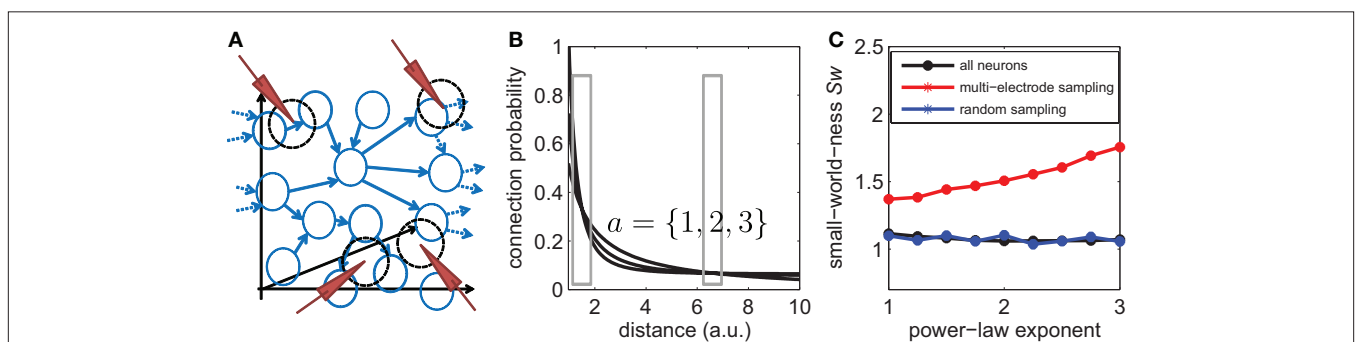 A
B
1
0.8
0.6
0.4
0.2
0
connection probability
a = {1, 2, 3}
2 4 6 8 10
distance (a.u.)
C
2.5
2
1.5
1
small−world−ness Sw
all neurons
multi−electrode sampling
random sampling
1 2 3
power−law exponent